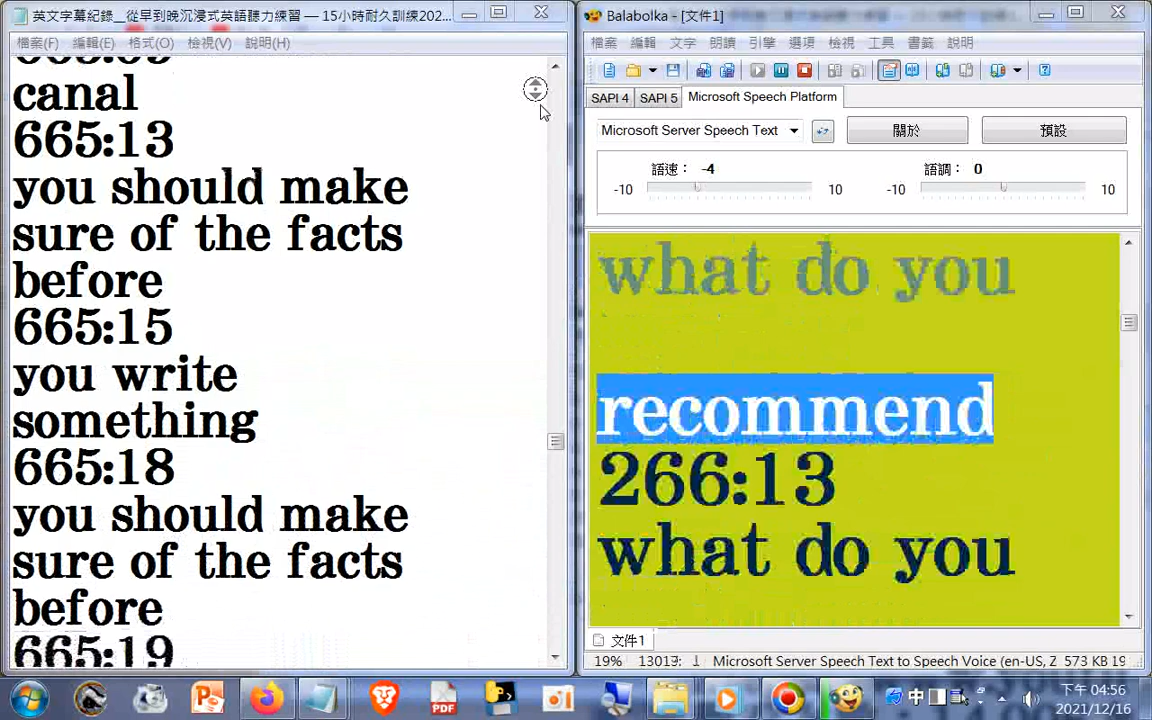 英文字幕紀錄__從早到晚沉浸式英語聽力練習 — 15小時耐久訓練202...
檔案(F) 編輯(E) 格式(O) 檢視(V) 說明(H)
665:09
canal
665:13
you should make
sure of the facts
before
665:15
you write
something
665:18
you should make
sure of the facts
before
665:19
Balabolka - [文件1]
檔案 編輯 文字 朗讀 引擎 選項 檢視 工具 書籤 說明
SAPI 4 SAPI 5 Microsoft Speech Platform
Microsoft Server Speech Text 關於 預設
語速： -4 語調： 0
-10 10 -10 10
what do you
recommend
266:13
what do you
文件1
19% Microsoft Server Speech Text to Speech Voice (en-US, Z 573 KB 19
PDF
中
下午 04:56
2021/12/16